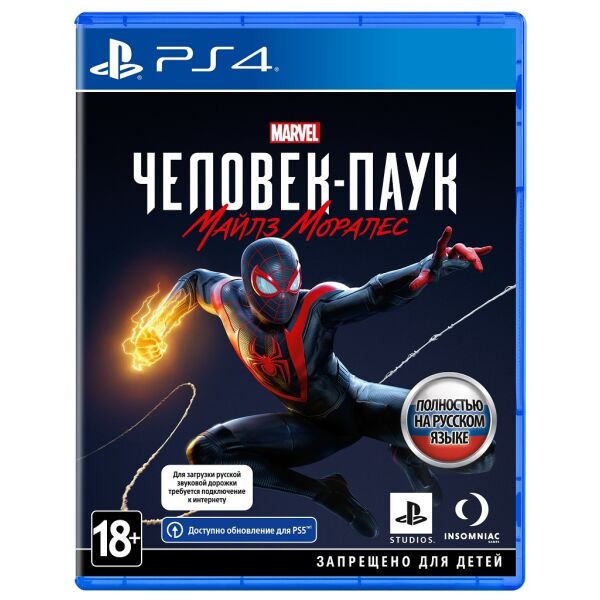 PS4
MARVEL
ЧЕЛОВЕК-ПАУК
МАЙЛЗ МОРАЛЕС
ПОЛНОСТЬЮ
НА РУССКОМ
ЯЗЫКЕ
Для загрузки русской
звуковой дорожки
требуется подключение
к интернету
Доступно обновление для PS5
18+
STUDIOS
INSOMNIAC
GAMES
ЗАПРЕЩЕНО ДЛЯ ДЕТЕЙ